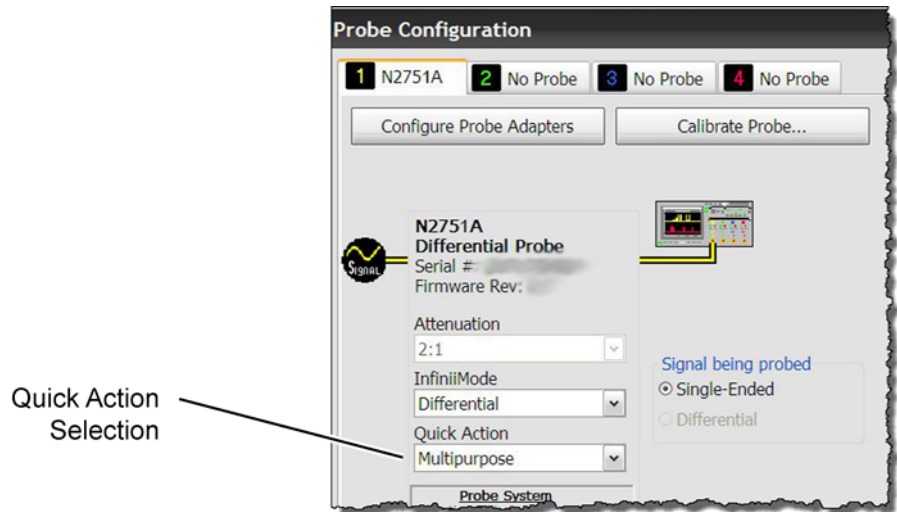 Probe Configuration
1 N2751A 2 No Probe 3 No Probe 4 No Probe
Configure Probe Adapters Calibrate Probe...
N2751A
Differential Probe
Serial #:
Firmware Rev:
SIGNAL
Attenuation
2:1
InfiniiMode
Differential
Quick Action
Multipurpose
Probe System
Signal being probed
Single-Ended
Differential
Quick Action
Selection